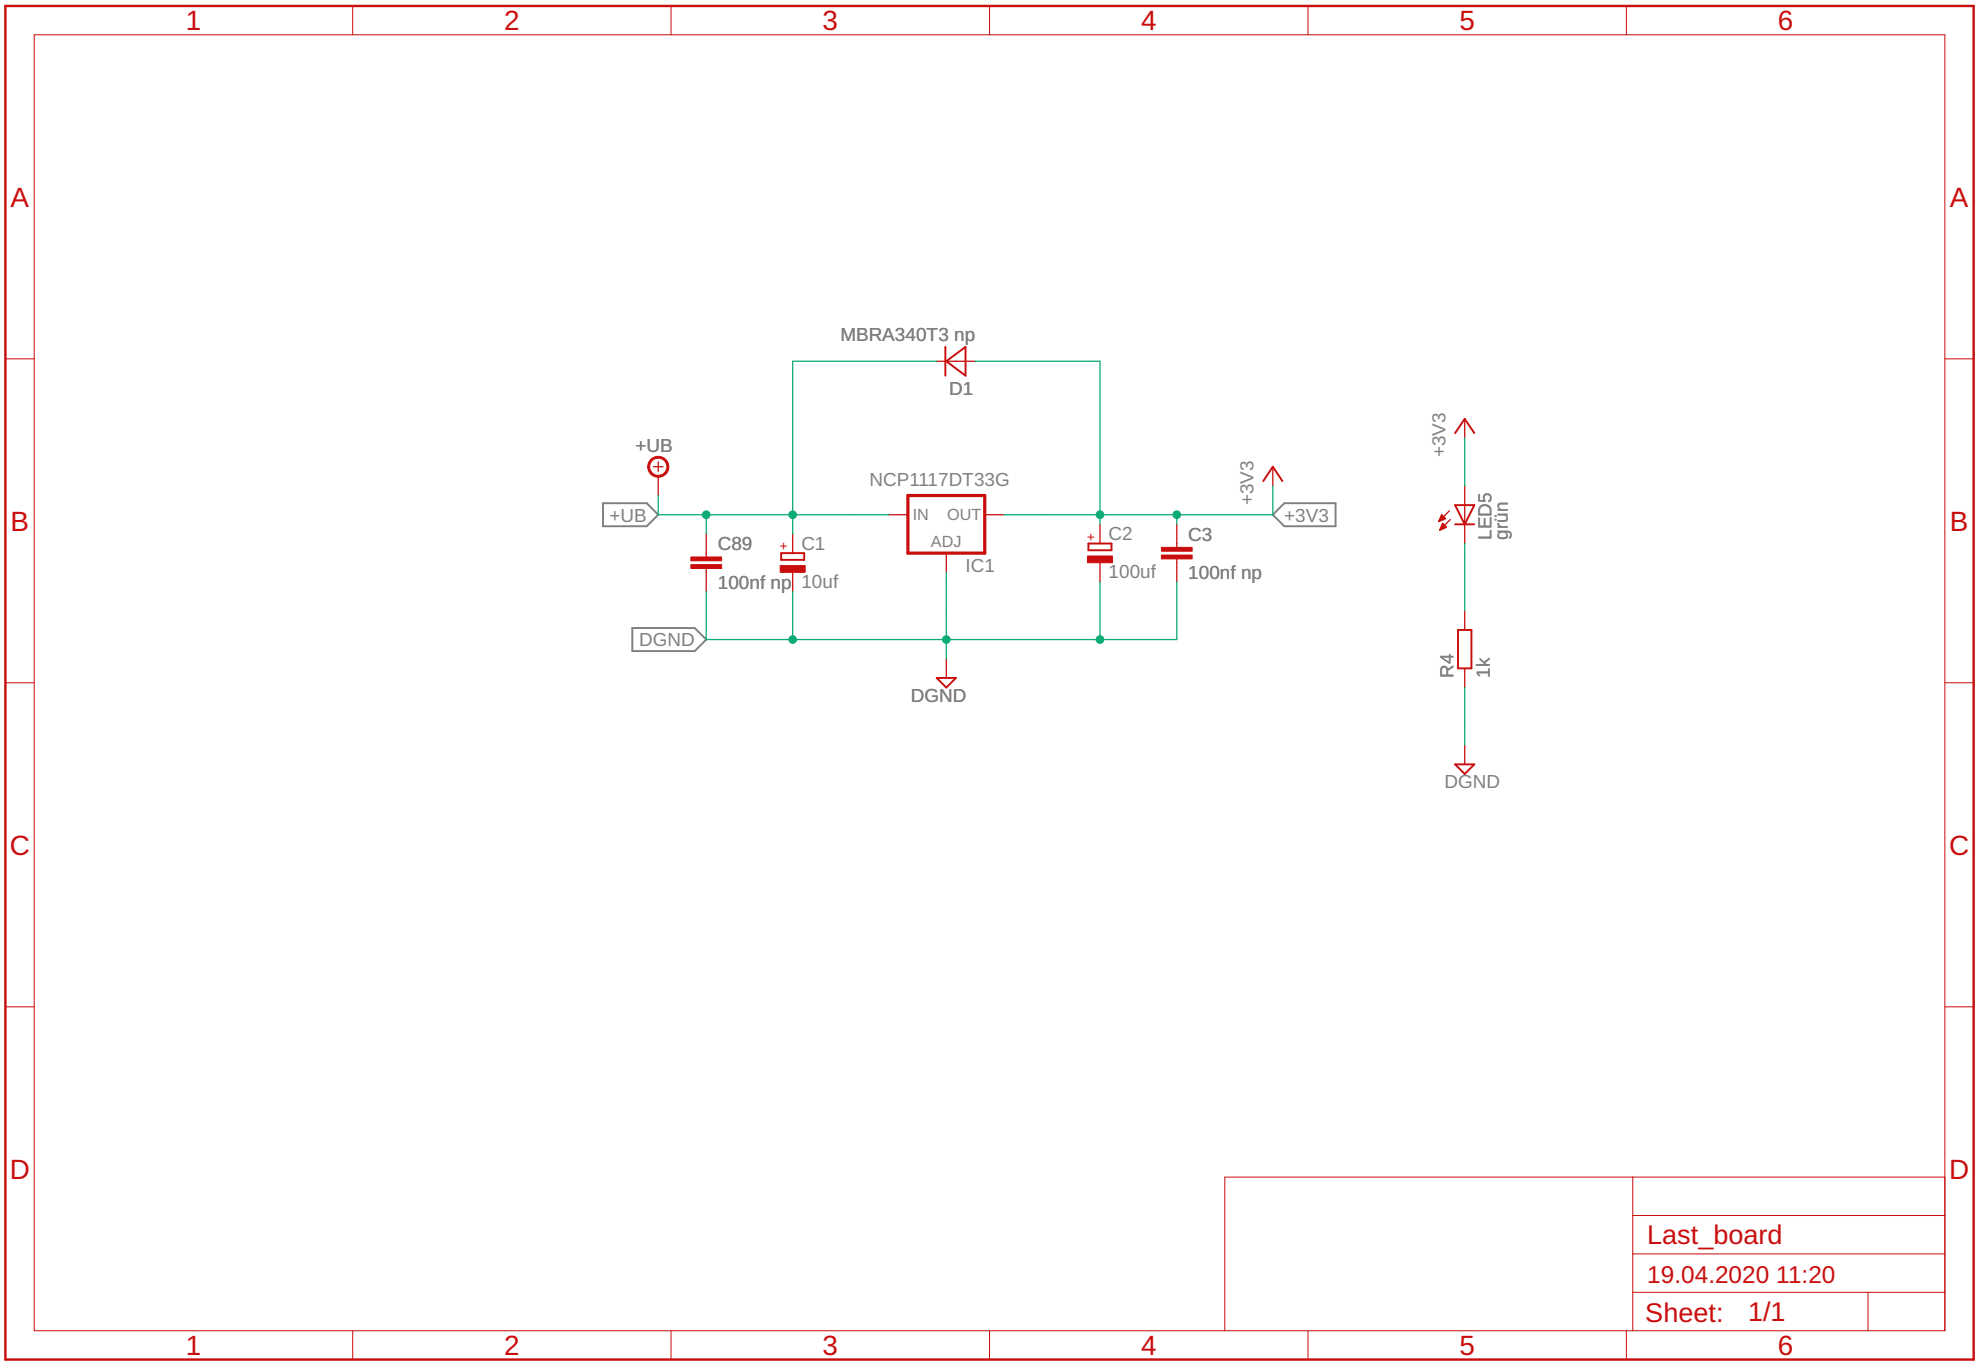 1 2 3 4 5 6
A A
MBRA340T3 np
D1
+UB
+3V3
+3V3
NCP1117DT33G
B B
+UB
IN OUT
+3V3
LED5
grün
C89
C1
ADJ
C2
C3
IC1
100nf np
10uf
100uf
100nf np
DGND
R4
1k
DGND
DGND
C C
D D
Last_board
19.04.2020 11:20
Sheet: 1/1
1 2 3 4 5 6